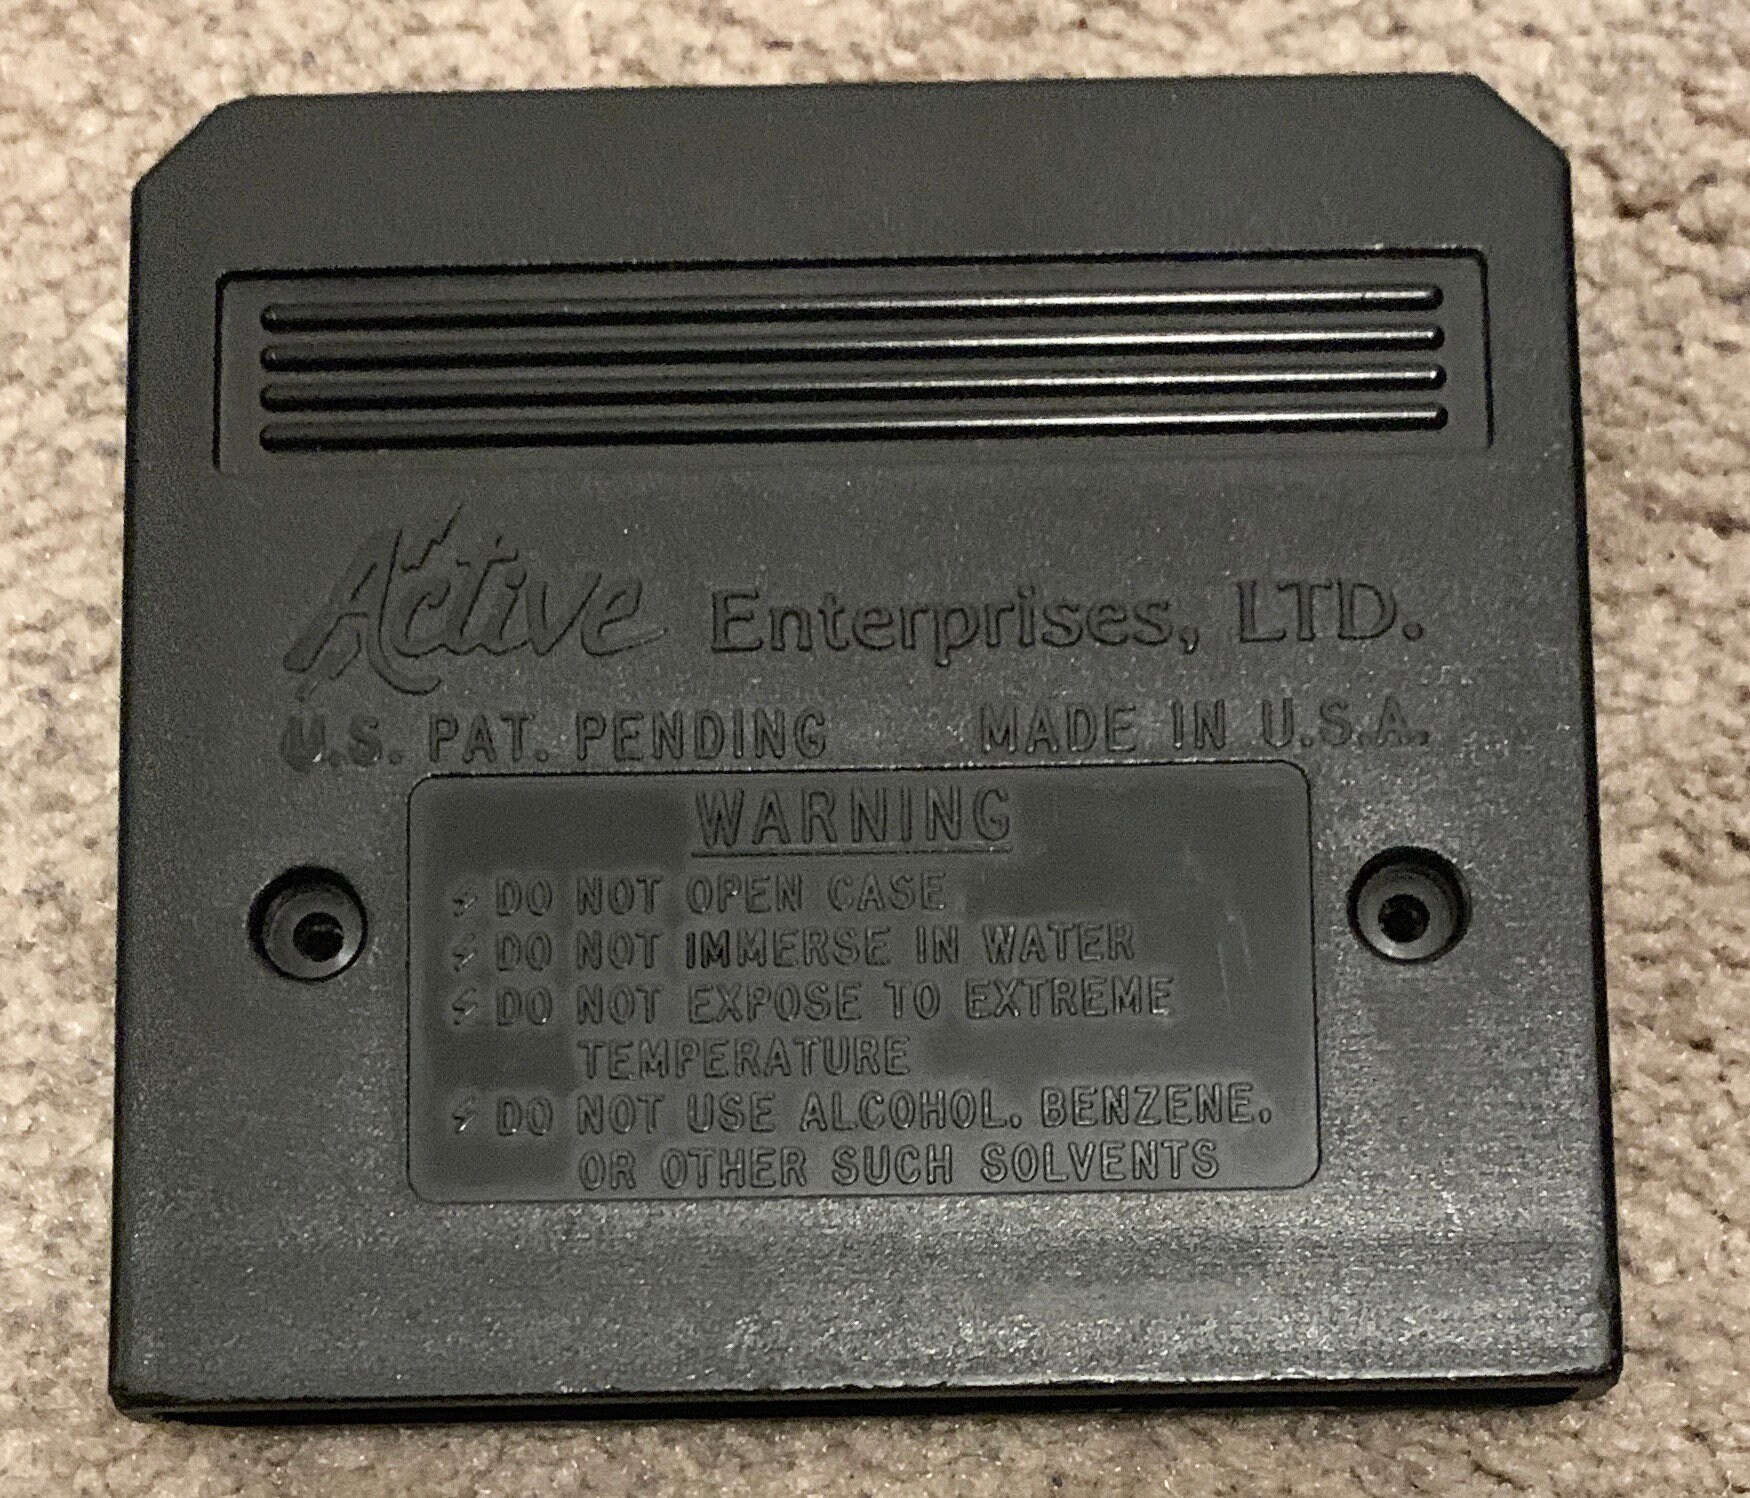 Active Enterprises, LTD.
U.S. PAT. PENDING MADE IN U.S.A.
WARNING
DO NOT OPEN CASE
DO NOT IMMERSE IN WATER
DO NOT EXPOSE TO EXTREME
TEMPERATURE
DO NOT USE ALCOHOL, BENZENE,
OR OTHER SUCH SOLVENTS